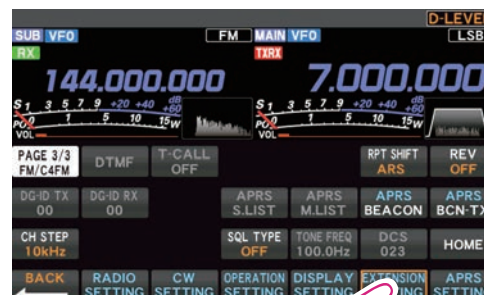 D-LEVE
SUB VFO FM MAIN VFO LSB
RX TXRX
144.000.000 7.000.000
S 1 3 5 7 9 +20 +40 +60 dB S 1 3 5 7 9 +20 +40 +60 dB
PO 0 1 5 10 15W PO 0 1 5 10 15W
VOL VOL
PAGE 3/3 DTMF T-CALL RPT SHIFT REV
FM/C4FM OFF ARS OFF
DG-ID TX DG-ID RX APRS APRS APRS APRS
00 00 S.LIST M.LIST BEACON BCN-TX
CH STEP SQL TYPE TONE FREQ DCS HOME
10kHz OFF 100.0Hz 023
BACK RADIO CW OPERATION DISPLAY EXTENSION APRS
SETTING SETTING SETTING SETTING